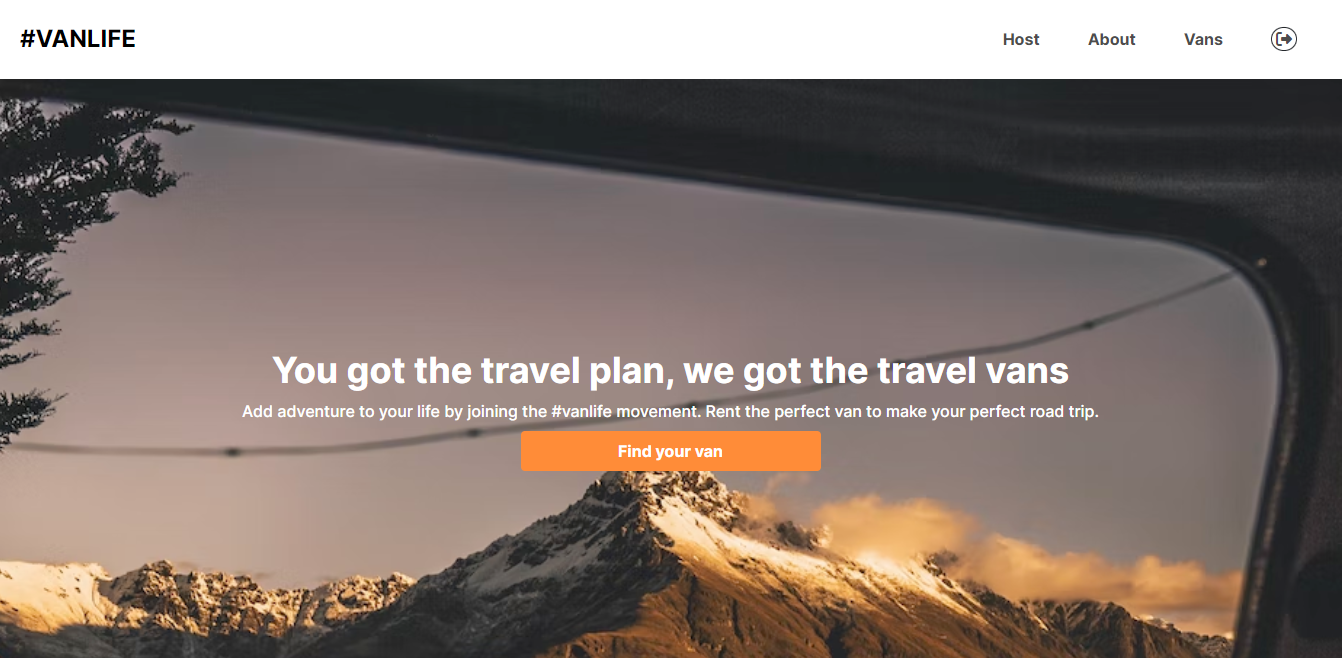 #VANLIFE
Host About Vans
You got the travel plan, we got the travel vans
Add adventure to your life by joining the #vanlife movement. Rent the perfect van to make your perfect road trip.
Find your van